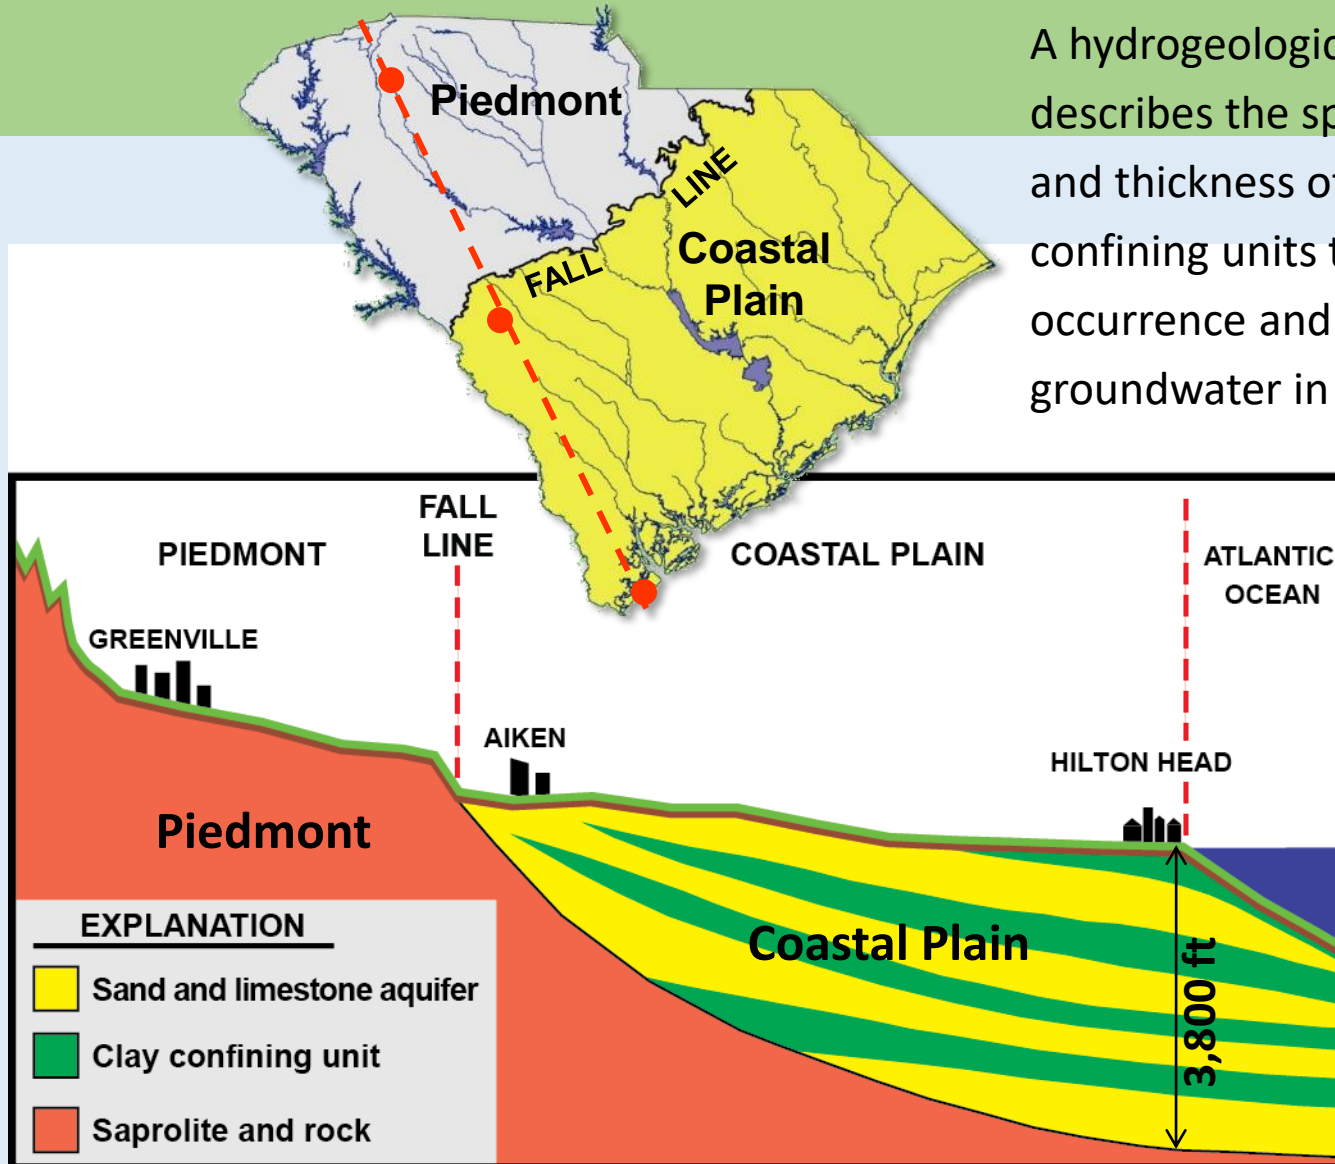 A hydrogeologic
describes the sp
and thickness of
confining units t
occurrence and
groundwater in
Piedmont
FALL LINE
Coastal
Plain
PIEDMONT
FALL
LINE
COASTAL PLAIN
ATLANTIC
OCEAN
GREENVILLE
AIKEN
HILTON HEAD
Piedmont
Coastal Plain
3,800 ft
EXPLANATION
Sand and limestone aquifer
Clay confining unit
Saprolite and rock